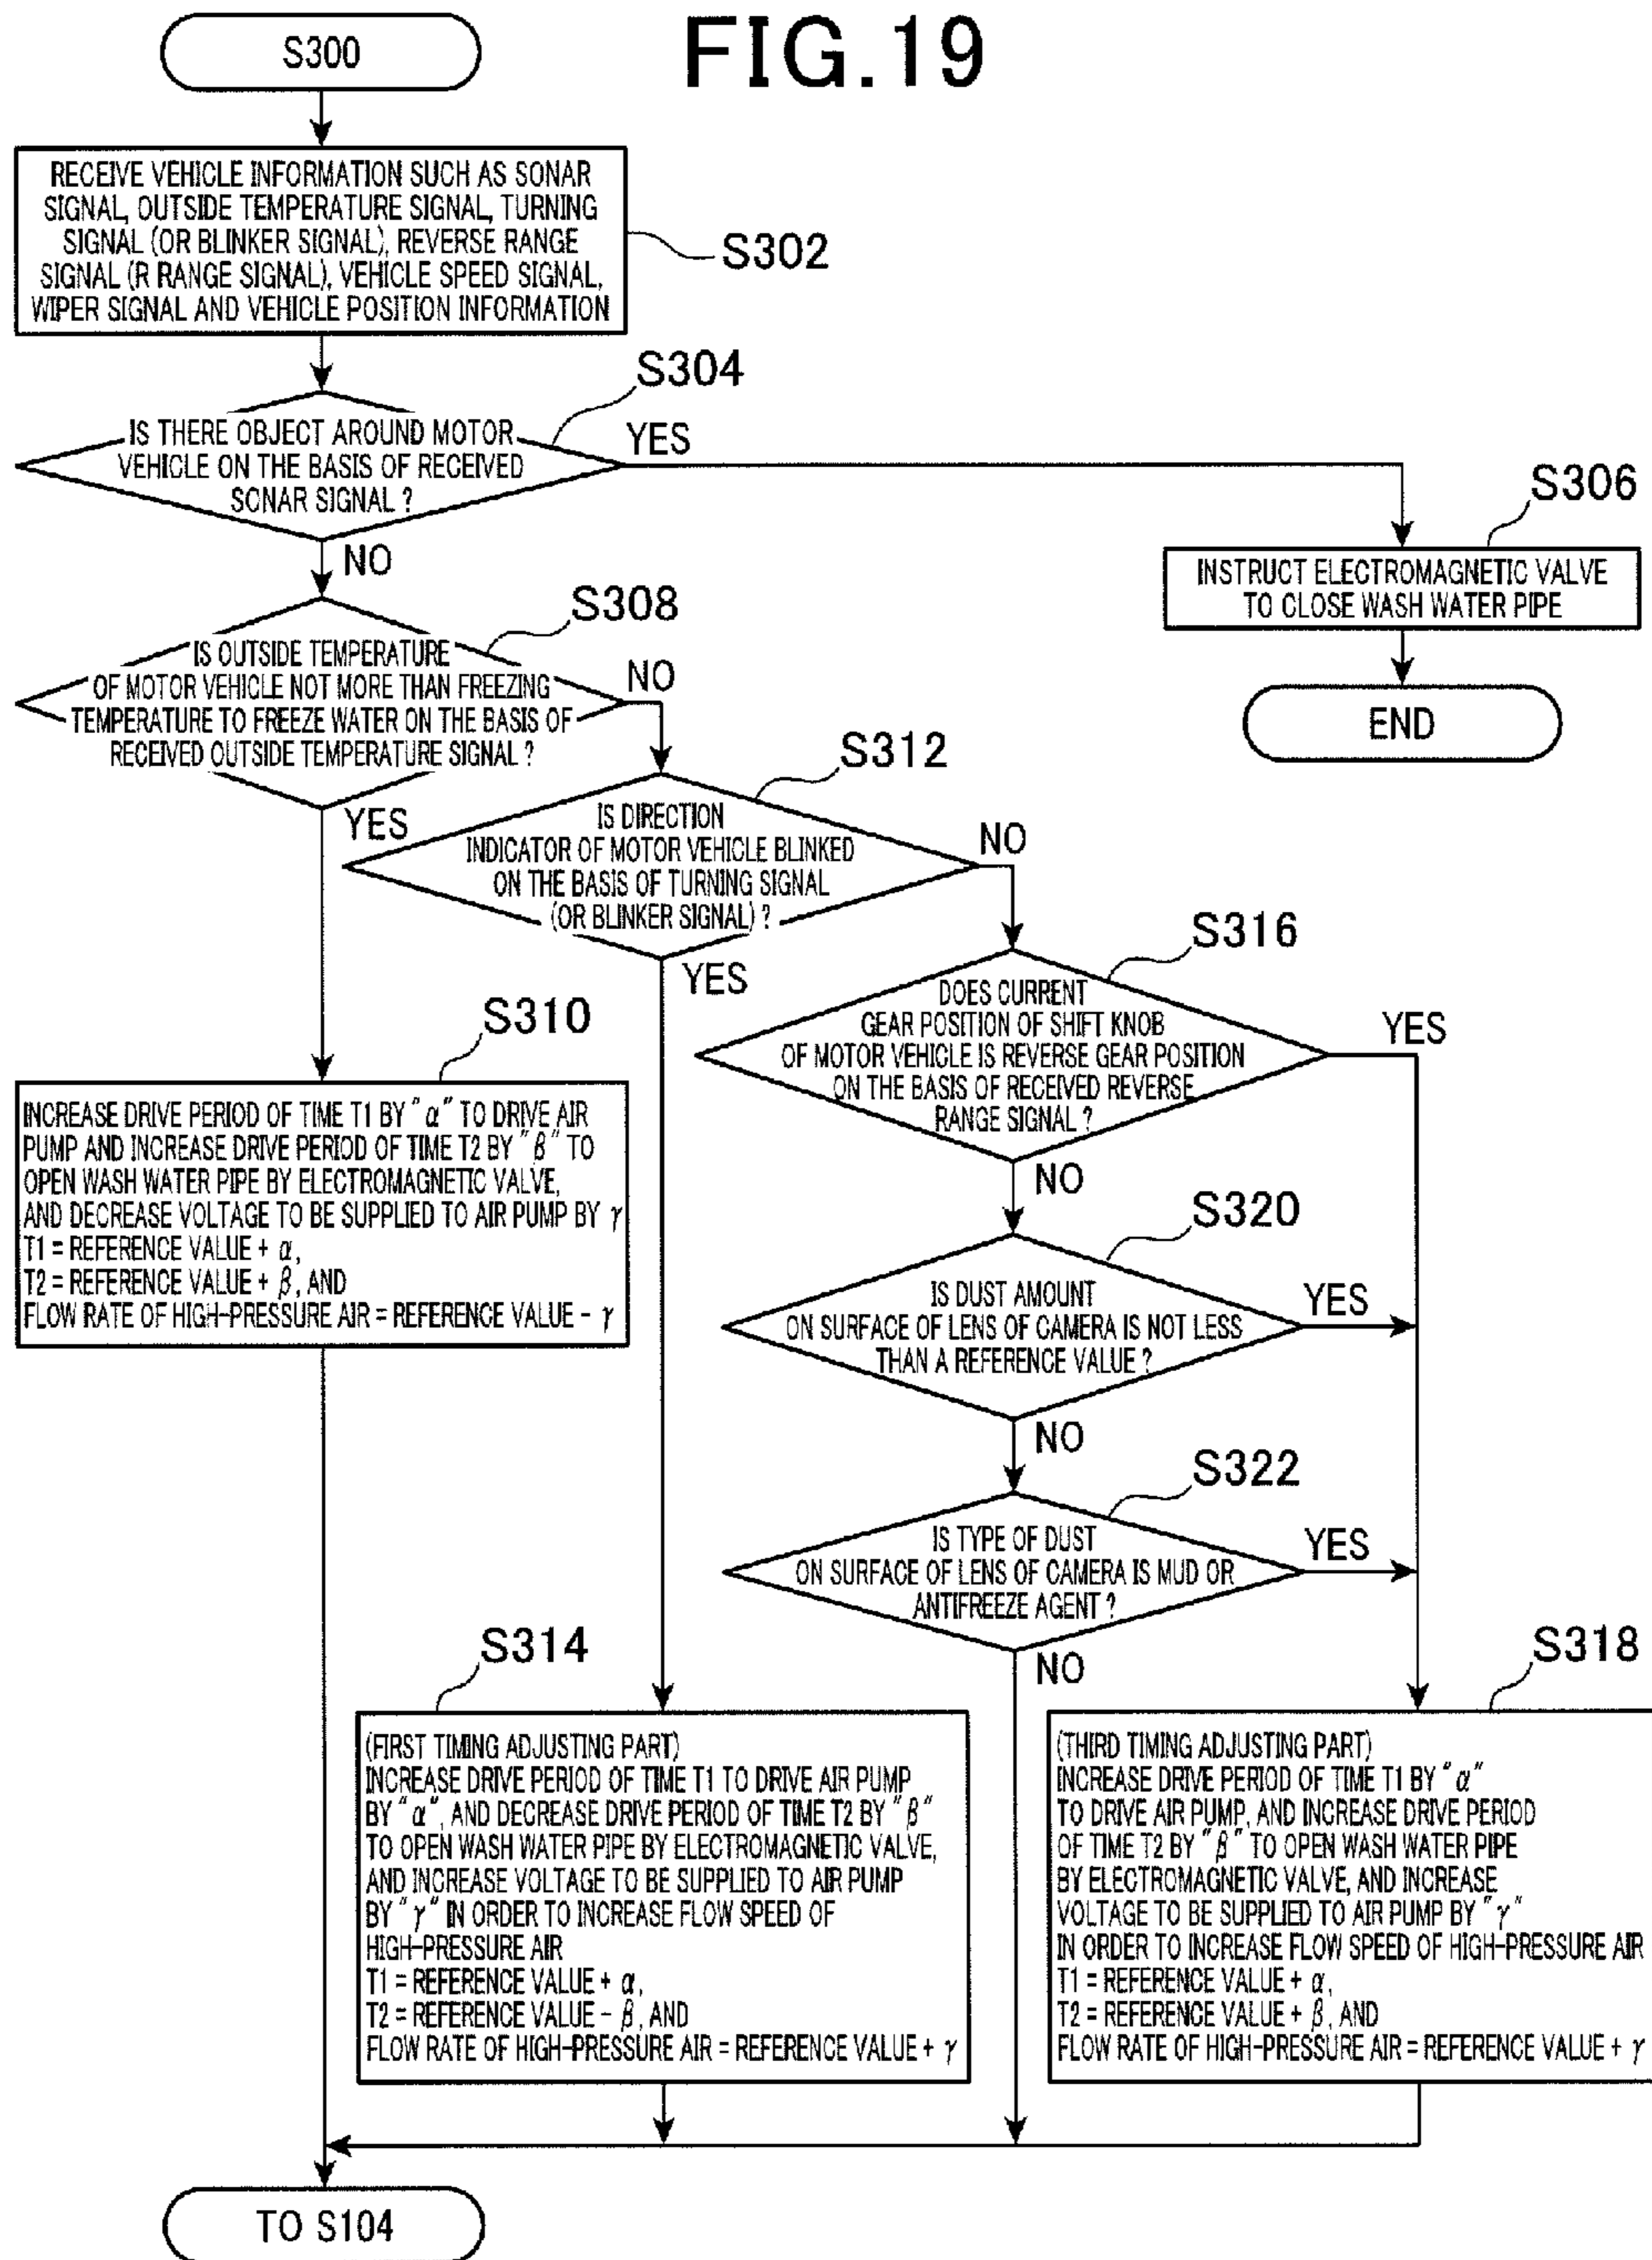 FIG.19
S300
RECEIVE VEHICLE INFORMATION SUCH AS SONAR
SIGNAL, OUTSIDE TEMPERATURE SIGNAL, TURNING
SIGNAL (OR BLINKER SIGNAL), REVERSE RANGE
SIGNAL (R RANGE SIGNAL), VEHICLE SPEED SIGNAL,
WIPER SIGNAL AND VEHICLE POSITION INFORMATION
S302
S304
IS THERE OBJECT AROUND MOTOR
VEHICLE ON THE BASIS OF RECEIVED
SONAR SIGNAL ?
YES
NO
S306
INSTRUCT ELECTROMAGNETIC VALVE
TO CLOSE WASH WATER PIPE
END
S308
IS OUTSIDE TEMPERATURE
OF MOTOR VEHICLE NOT MORE THAN FREEZING
TEMPERATURE TO FREEZE WATER ON THE BASIS OF
RECEIVED OUTSIDE TEMPERATURE SIGNAL ?
NO
YES
S312
IS DIRECTION
INDICATOR OF MOTOR VEHICLE BLINKED
ON THE BASIS OF TURNING SIGNAL
(OR BLINKER SIGNAL) ?
NO
YES
S316
DOES CURRENT
GEAR POSITION OF SHIFT KNOB
OF MOTOR VEHICLE IS REVERSE GEAR POSITION
ON THE BASIS OF RECEIVED REVERSE
RANGE SIGNAL ?
YES
NO
S310
INCREASE DRIVE PERIOD OF TIME T1 BY "α" TO DRIVE AIR
PUMP AND INCREASE DRIVE PERIOD OF TIME T2 BY "β" TO
OPEN WASH WATER PIPE BY ELECTROMAGNETIC VALVE,
AND DECREASE VOLTAGE TO BE SUPPLIED TO AIR PUMP BY γ
T1 = REFERENCE VALUE + α,
T2 = REFERENCE VALUE + β, AND
FLOW RATE OF HIGH-PRESSURE AIR = REFERENCE VALUE - γ
S320
IS DUST AMOUNT
ON SURFACE OF LENS OF CAMERA IS NOT LESS
THAN A REFERENCE VALUE ?
YES
NO
S322
IS TYPE OF DUST
ON SURFACE OF LENS OF CAMERA IS MUD OR
ANTIFREEZE AGENT ?
YES
NO
S314
(FIRST TIMING ADJUSTING PART)
INCREASE DRIVE PERIOD OF TIME T1 TO DRIVE AIR PUMP
BY "α", AND DECREASE DRIVE PERIOD OF TIME T2 BY "β"
TO OPEN WASH WATER PIPE BY ELECTROMAGNETIC VALVE,
AND INCREASE VOLTAGE TO BE SUPPLIED TO AIR PUMP
BY "γ" IN ORDER TO INCREASE FLOW SPEED OF
HIGH-PRESSURE AIR
T1 = REFERENCE VALUE + α,
T2 = REFERENCE VALUE - β, AND
FLOW RATE OF HIGH-PRESSURE AIR = REFERENCE VALUE + γ
S318
(THIRD TIMING ADJUSTING PART)
INCREASE DRIVE PERIOD OF TIME T1 BY "α"
TO DRIVE AIR PUMP, AND INCREASE DRIVE PERIOD
OF TIME T2 BY "β" TO OPEN WASH WATER PIPE
BY ELECTROMAGNETIC VALVE, AND INCREASE
VOLTAGE TO BE SUPPLIED TO AIR PUMP BY "γ"
IN ORDER TO INCREASE FLOW SPEED OF HIGH-PRESSURE AIR
T1 = REFERENCE VALUE + α,
T2 = REFERENCE VALUE + β, AND
FLOW RATE OF HIGH-PRESSURE AIR = REFERENCE VALUE + γ
TO S104